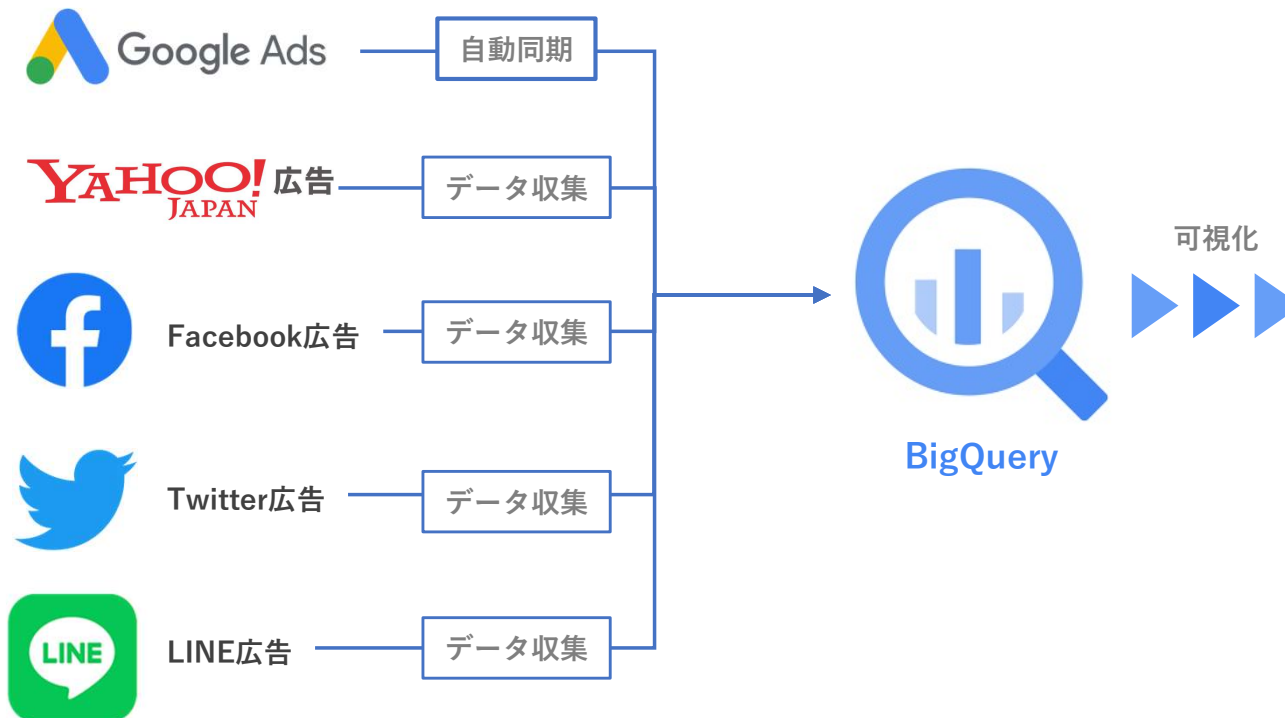 Google Ads
自動同期
YAHOO! 広告
JAPAN
データ収集
Facebook広告
データ収集
Twitter広告
データ収集
LINE
LINE広告
データ収集
BigQuery
可視化